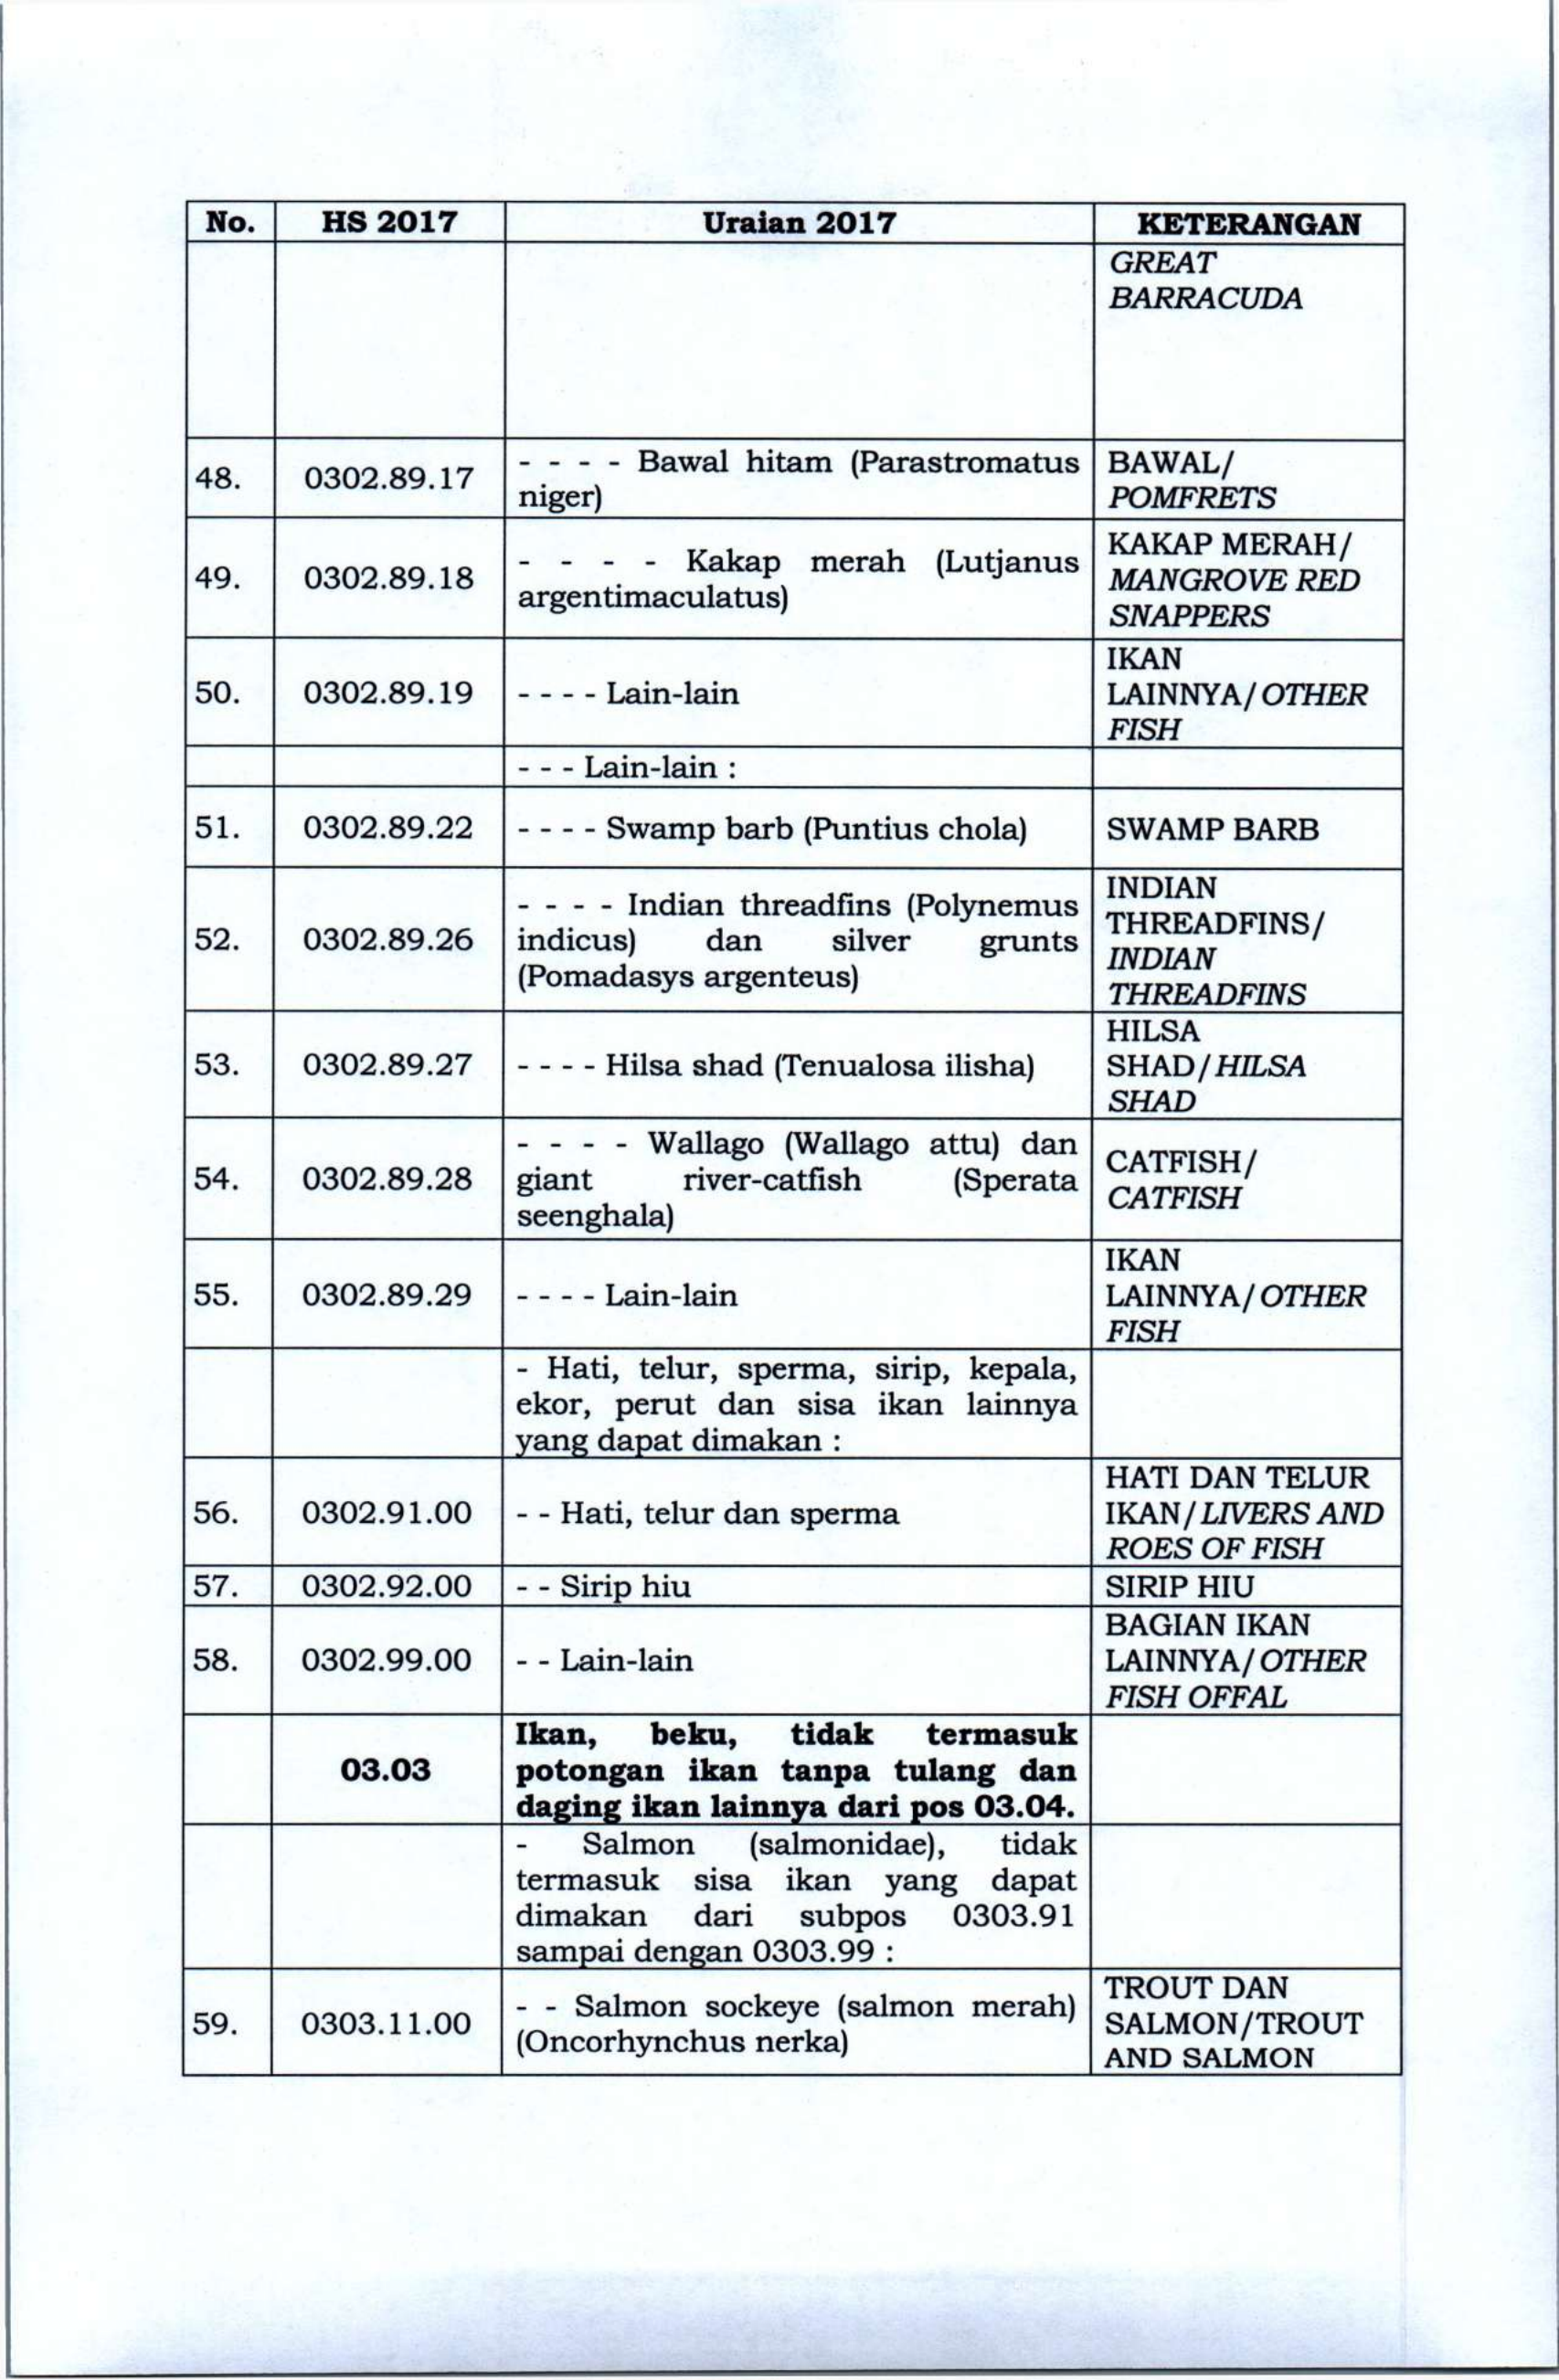 No. HS 2017 Uraian 2017 KETERANGAN
GREAT
BARRACUDA
48. 0302.89.17 - - - - Bawal hitam (Parastromatus
niger)
BAWAL/
POMFRETS
49. 0302.89.18 - - - - Kakap merah (Lutjanus
argentimaculatus)
KAKAP MERAH/
MANGROVE RED
SNAPPERS
50. 0302.89.19 - - - - Lain-lain
IKAN
LAINNYA/OTHER
FISH
- - - Lain-lain :
51. 0302.89.22 - - - - Swamp barb (Puntius chola) SWAMP BARB
52. 0302.89.26 - - - - Indian threadfins (Polynemus
indicus) dan silver grunts
(Pomadasys argenteus)
INDIAN
THREADFINS/
INDIAN
THREADFINS
53. 0302.89.27 - - - - Hilsa shad (Tenualosa ilisha)
HILSA
SHAD/HILSA
SHAD
54. 0302.89.28 - - - - Wallago (Wallago attu) dan
giant river-catfish (Sperata
seenghala)
CATFISH/
CATFISH
55. 0302.89.29 - - - - Lain-lain
IKAN
LAINNYA/OTHER
FISH
- Hati, telur, sperma, sirip, kepala,
ekor, perut dan sisa ikan lainnya
yang dapat dimakan :
56. 0302.91.00 - - Hati, telur dan sperma
HATI DAN TELUR
IKAN/LIVERS AND
ROES OF FISH
57. 0302.92.00 - - Sirip hiu SIRIP HIU
58. 0302.99.00 - - Lain-lain
BAGIAN IKAN
LAINNYA/OTHER
FISH OFFAL
03.03 Ikan, beku, tidak termasuk
potongan ikan tanpa tulang dan
daging ikan lainnya dari pos 03.04.
- Salmon (salmonidae), tidak
termasuk sisa ikan yang dapat
dimakan dari subpos 0303.91
sampai dengan 0303.99 :
59. 0303.11.00 - - Salmon sockeye (salmon merah)
(Oncorhynchus nerka)
TROUT DAN
SALMON/TROUT
AND SALMON